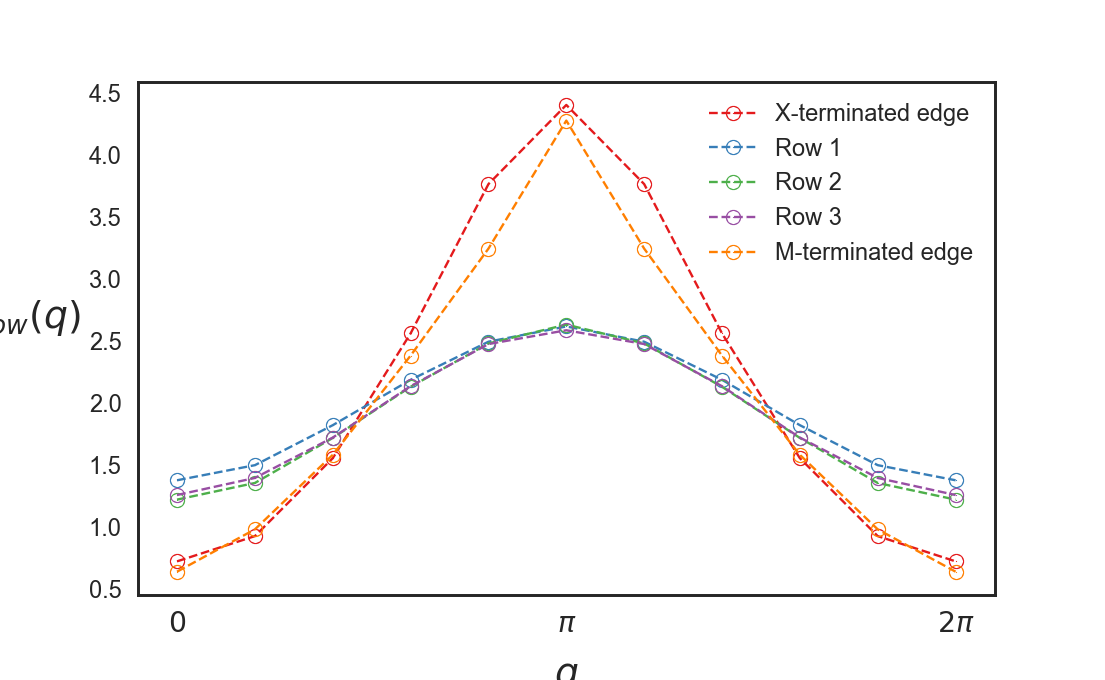 4.5
4.0
3.5
3.0
2.5
2.0
1.5
1.0
0.5
(q)
0
π
2π
q
X-terminated edge
Row 1
Row 2
Row 3
M-terminated edge